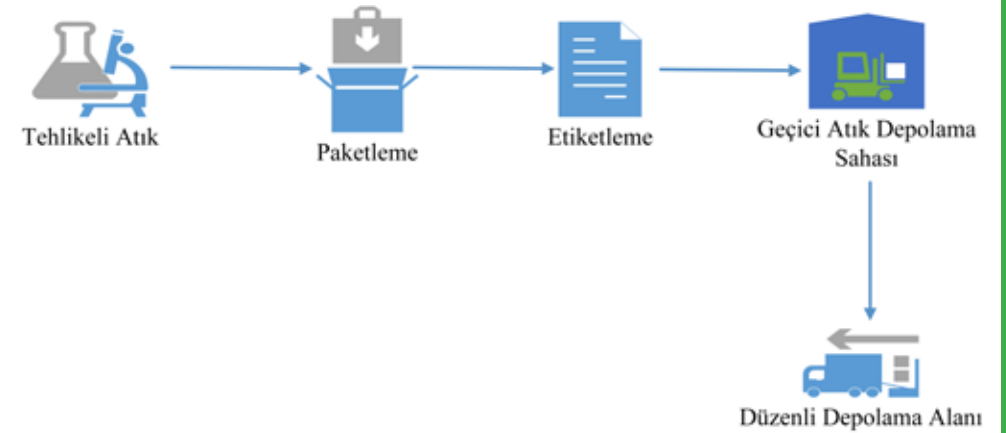 Tehlikeli Atık
Paketleme
Etiketleme
Geçici Atık Depolama
Sahası
Düzenli Depolama Alanı